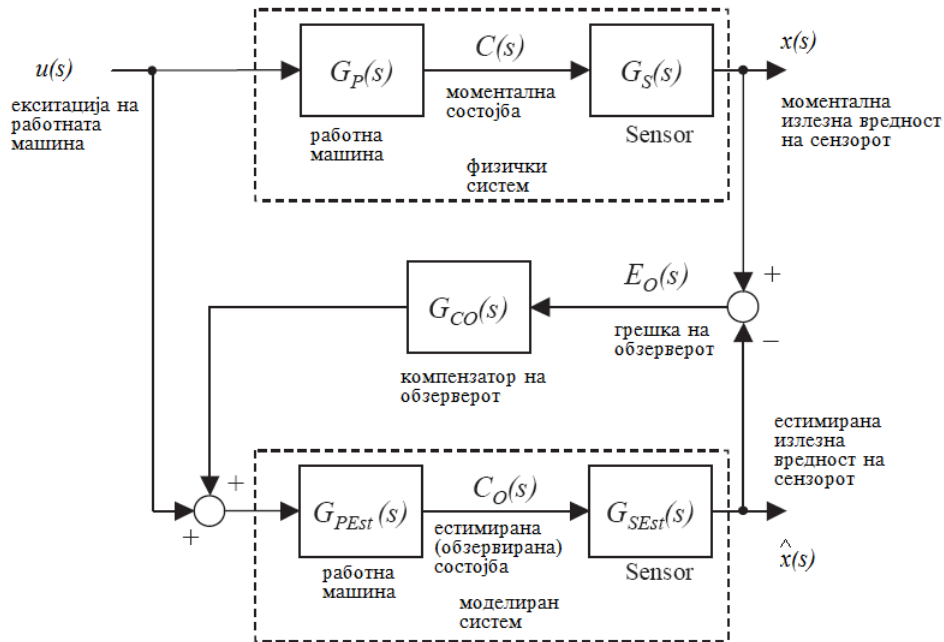 u(s)
екситација на
работната
машина
G_P(s)
работна
машина
C(s)
моментална
состојба
G_S(s)
Sensor
физички
систем
x(s)
моментална
излезна вредност
на сензорот
+
−
E_O(s)
грешка на
обзерверот
G_CO(s)
компензатор на
обзерверот
+
+
G_PEst(s)
работна
машина
C_O(s)
естимирана
(обзервирана)
состојба
G_SEst(s)
Sensor
моделиран
систем
естимирана
излезна
вредност на
сензорот
x̂(s)